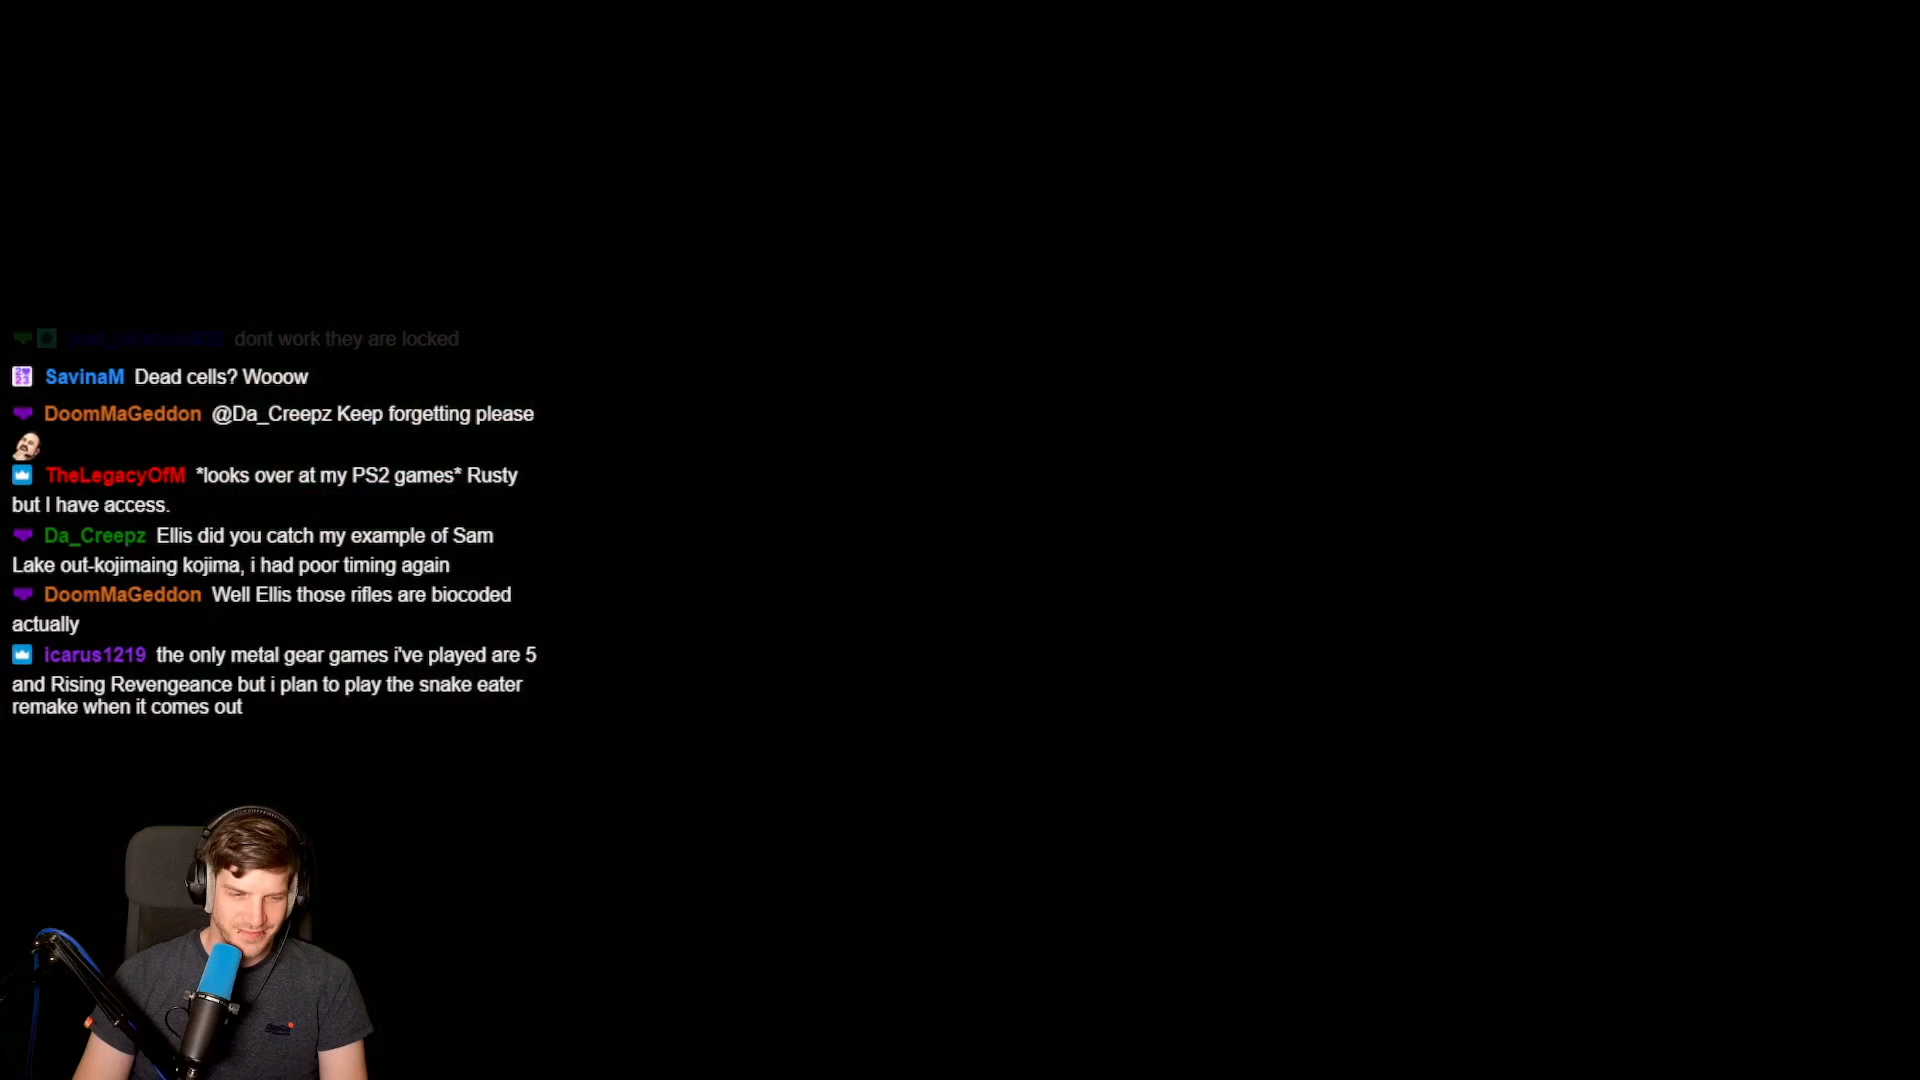 dont work they are locked
SavinaM Dead cells? Wooow
DoomMaGeddon @Da_Creepz Keep forgetting please
TheLegacyOfM *looks over at my PS2 games* Rusty
but I have access.
Da_Creepz Ellis did you catch my example of Sam
Lake out-kojimaing kojima, i had poor timing again
DoomMaGeddon Well Ellis those rifles are biocoded
actually
icarus1219 the only metal gear games i've played are 5
and Rising Revengeance but i plan to play the snake eater
remake when it comes out